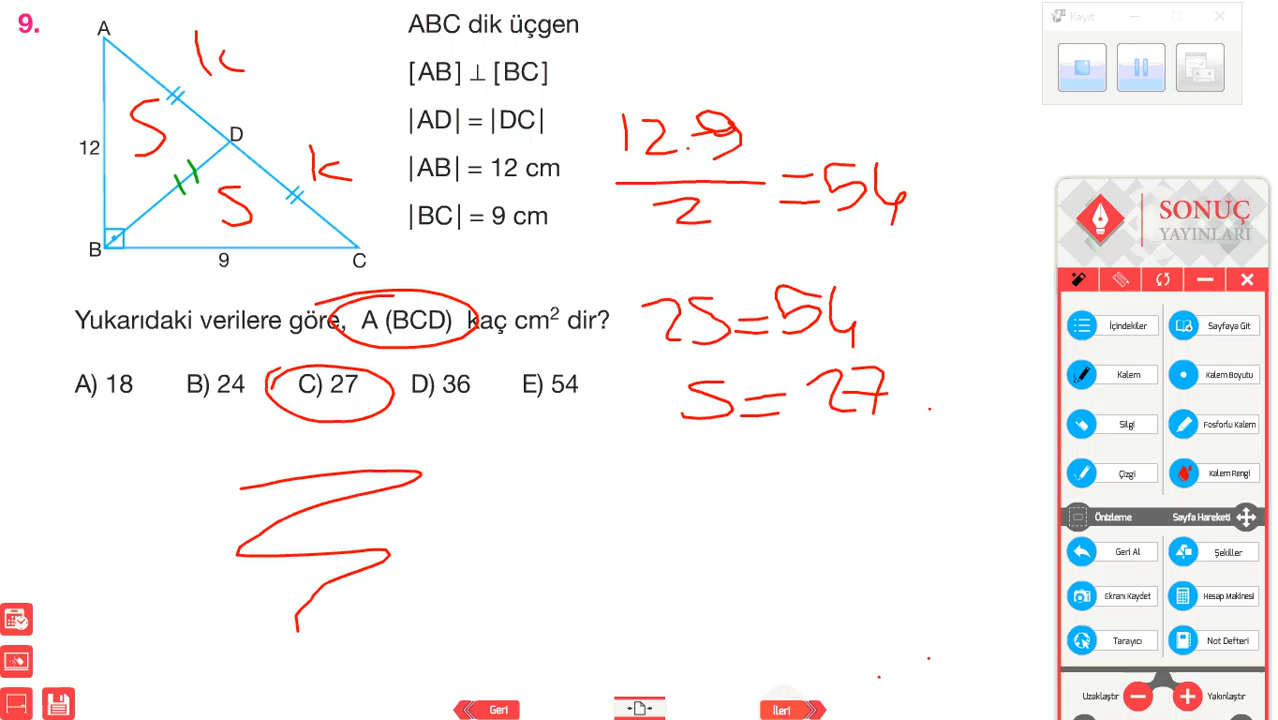 9.
ABC dik üçgen
[AB] ⊥ [BC]
|AD| = |DC|
|AB| = 12 cm
|BC| = 9 cm
A
B
C
D
12
9
k
k
S
S
Yukarıdaki verilere göre, A (BCD) kaç cm² dir?
A) 18 B) 24 C) 27 D) 36 E) 54
12.9
2
=54
2S=54
S=27
Kayıt
SONUÇ
YAYINLARI
İçindekiler
Sayfaya Git
Kalem
Kalem Boyutu
Silgi
Fosforlu Kalem
Çizgi
Kalem Rengi
Önizleme
Sayfa Hareketi
Geri Al
Şekiller
Ekranı Kaydet
Hesap Makinesi
Tarayıcı
Not Defteri
Uzaklaştır
Yakınlaştır
Geri
İleri